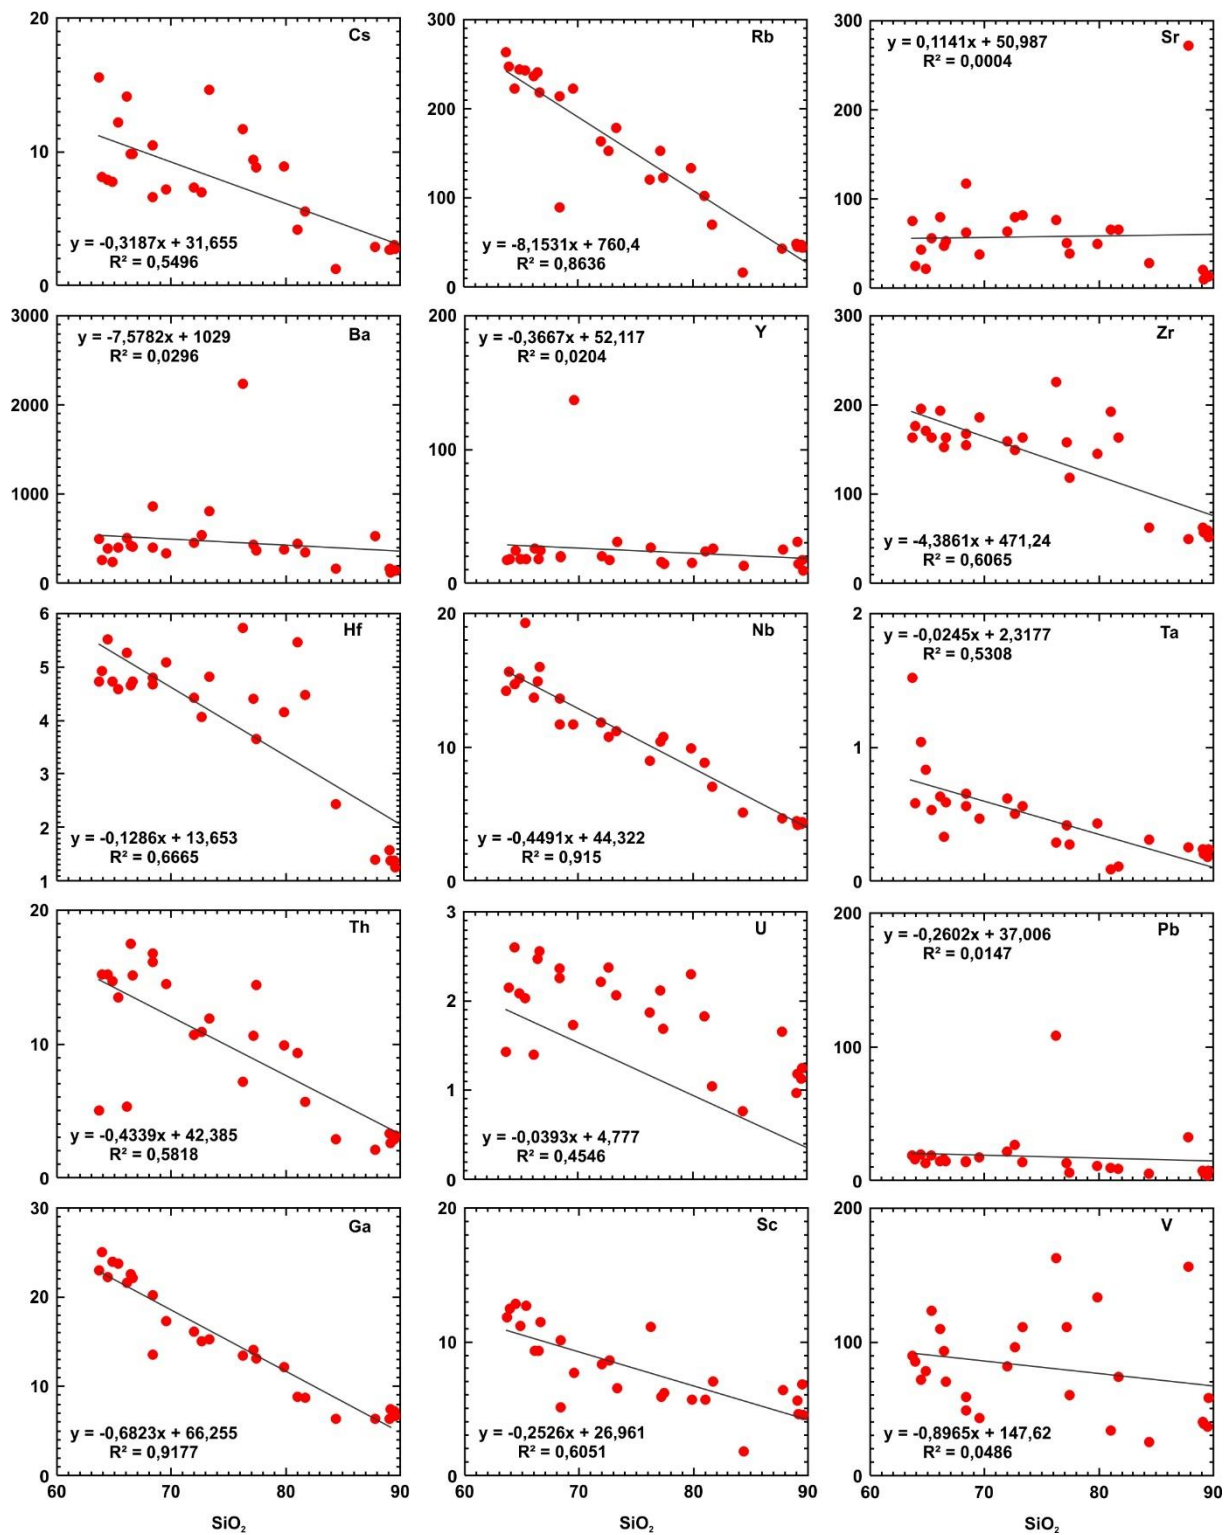 20
Cs
10
0
y = -0,3187x + 31,655
R² = 0,5496
300
Rb
200
100
0
y = -8,1531x + 760,4
R² = 0,8636
300
y = 0,1141x + 50,987
R² = 0,0004
Sr
200
100
0
3000
y = -7,5782x + 1029
R² = 0,0296
Ba
2000
1000
0
200
y = -0,3667x + 52,117
R² = 0,0204
Y
100
0
300
Zr
200
100
0
y = -4,3861x + 471,24
R² = 0,6065
6
Hf
5
4
3
2
1
y = -0,1286x + 13,653
R² = 0,6665
20
Nb
10
0
y = -0,4491x + 44,322
R² = 0,915
2
y = -0,0245x + 2,3177
R² = 0,5308
Ta
1
0
20
Th
10
0
y = -0,4339x + 42,385
R² = 0,5818
3
U
2
1
0
y = -0,0393x + 4,777
R² = 0,4546
200
y = -0,2602x + 37,006
R² = 0,0147
Pb
100
0
30
Ga
20
10
0
y = -0,6823x + 66,255
R² = 0,9177
60 70 80 90
SiO₂
20
Sc
10
0
y = -0,2526x + 26,961
R² = 0,6051
60 70 80 90
SiO₂
200
V
100
0
y = -0,8965x + 147,62
R² = 0,0486
60 70 80 90
SiO₂